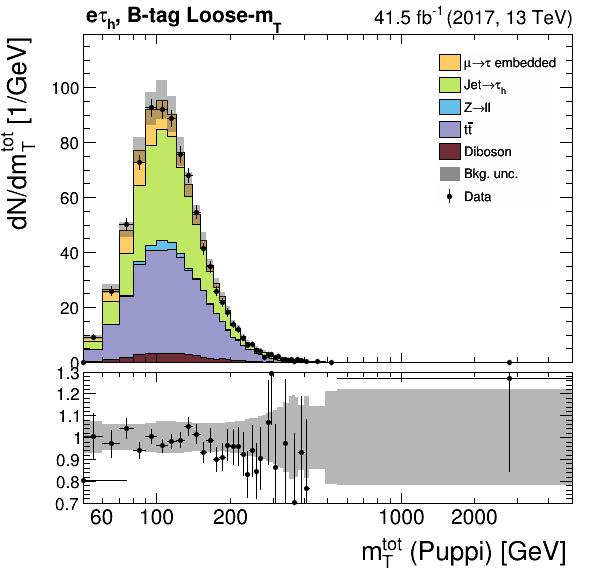 eτh, B-tag Loose-mT
41.5 fb⁻¹ (2017, 13 TeV)
dN/dmTtot [1/GeV]
100
80
60
40
20
0
μ→τ embedded
Jet→τh
Z→ll
tt̄
Diboson
Bkg. unc.
Data
1.3
1.2
1.1
1
0.9
0.8
0.7
60 100 200 1000 2000
mTtot (Puppi) [GeV]